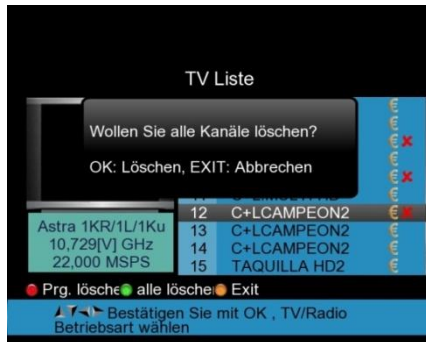 TV Liste
Wollen Sie alle Kanäle löschen?
OK: Löschen, EXIT: Abbrechen
12 C+LCAMPEON2
13 C+LCAMPEON2
14 C+LCAMPEON2
15 TAQUILLA HD2
Astra 1KR/1L/1Ku
10,729[V] GHz
22,000 MSPS
Prg. lösche alle lösche Exit
Bestätigen Sie mit OK , TV/Radio
Betriebsart wählen